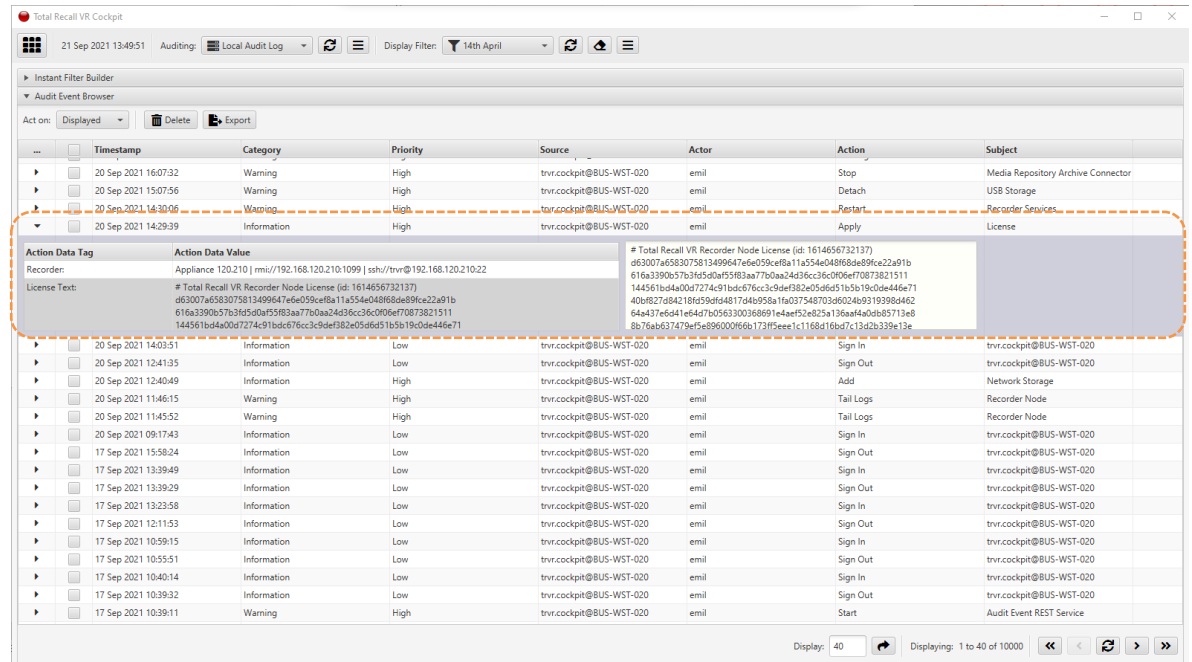 Total Recall VR Cockpit
21 Sep 2021 13:49:51 Auditing: Local Audit Log Display Filter: 14th April
Instant Filter Builder
Audit Event Browser
Act on: Displayed Delete Export
... Timestamp Category Priority Source Actor Action Subject
20 Sep 2021 16:07:32 Warning High trvr.cockpit@BUS-WST-020 emil Stop Media Repository Archive Connector
20 Sep 2021 15:07:56 Warning High trvr.cockpit@BUS-WST-020 emil Detach USB Storage
20 Sep 2021 14:30:06 Warning High trvr.cockpit@BUS-WST-020 emil Restart Recorder Services
20 Sep 2021 14:29:39 Information High trvr.cockpit@BUS-WST-020 emil Apply License
Action Data Tag Action Data Value
Recorder: Appliance 120.210 | rmi://192.168.120.210:1099 | ssh://trvr@192.168.120.210:22
License Text: # Total Recall VR Recorder Node License (id: 1614656732137)
d63007a6583075813499647e6e059cef8a11a554e048f68de89fce22a91b
616a3390b57b3fd5d0af55f83aa77b0aa24d36cc36c0f06ef70873821511
144561bd4a00d7274c91bdc676cc3c9def382e05d6d51b5b19c0de446e71
# Total Recall VR Recorder Node License (id: 1614656732137)
d63007a6583075813499647e6e059cef8a11a554e048f68de89fce22a91b
616a3390b57b3fd5d0af55f83aa77b0aa24d36cc36c0f06ef70873821511
144561bd4a00d7274c91bdc676cc3c9def382e05d6d51b5b19c0de446e71
40bf827d84218fd59dfd4817d4b958a1fa037548703d6024b9319398d462
64a437e6d41e64d7b0563300368691e4aef52e825a136aaf4a0db85713e8
8b76ab637479ef5e896000f66b173ff5eee1c1168d16bd7c13d2b339e13e
20 Sep 2021 14:03:51 Information Low trvr.cockpit@BUS-WST-020 emil Sign In trvr.cockpit@BUS-WST-020
20 Sep 2021 12:41:35 Information Low trvr.cockpit@BUS-WST-020 emil Sign Out trvr.cockpit@BUS-WST-020
20 Sep 2021 12:40:49 Information High trvr.cockpit@BUS-WST-020 emil Add Network Storage
20 Sep 2021 11:46:15 Warning High trvr.cockpit@BUS-WST-020 emil Tail Logs Recorder Node
20 Sep 2021 11:45:52 Warning High trvr.cockpit@BUS-WST-020 emil Tail Logs Recorder Node
20 Sep 2021 09:17:43 Information Low trvr.cockpit@BUS-WST-020 emil Sign In trvr.cockpit@BUS-WST-020
17 Sep 2021 15:58:24 Information Low trvr.cockpit@BUS-WST-020 emil Sign Out trvr.cockpit@BUS-WST-020
17 Sep 2021 13:39:49 Information Low trvr.cockpit@BUS-WST-020 emil Sign In trvr.cockpit@BUS-WST-020
17 Sep 2021 13:39:29 Information Low trvr.cockpit@BUS-WST-020 emil Sign Out trvr.cockpit@BUS-WST-020
17 Sep 2021 13:23:58 Information Low trvr.cockpit@BUS-WST-020 emil Sign In trvr.cockpit@BUS-WST-020
17 Sep 2021 12:11:53 Information Low trvr.cockpit@BUS-WST-020 emil Sign Out trvr.cockpit@BUS-WST-020
17 Sep 2021 10:59:15 Information Low trvr.cockpit@BUS-WST-020 emil Sign In trvr.cockpit@BUS-WST-020
17 Sep 2021 10:55:51 Information Low trvr.cockpit@BUS-WST-020 emil Sign Out trvr.cockpit@BUS-WST-020
17 Sep 2021 10:40:14 Information Low trvr.cockpit@BUS-WST-020 emil Sign In trvr.cockpit@BUS-WST-020
17 Sep 2021 10:39:32 Information Low trvr.cockpit@BUS-WST-020 emil Sign Out trvr.cockpit@BUS-WST-020
17 Sep 2021 10:39:11 Warning High trvr.cockpit@BUS-WST-020 emil Start Audit Event REST Service
Display: 40 Displaying: 1 to 40 of 10000